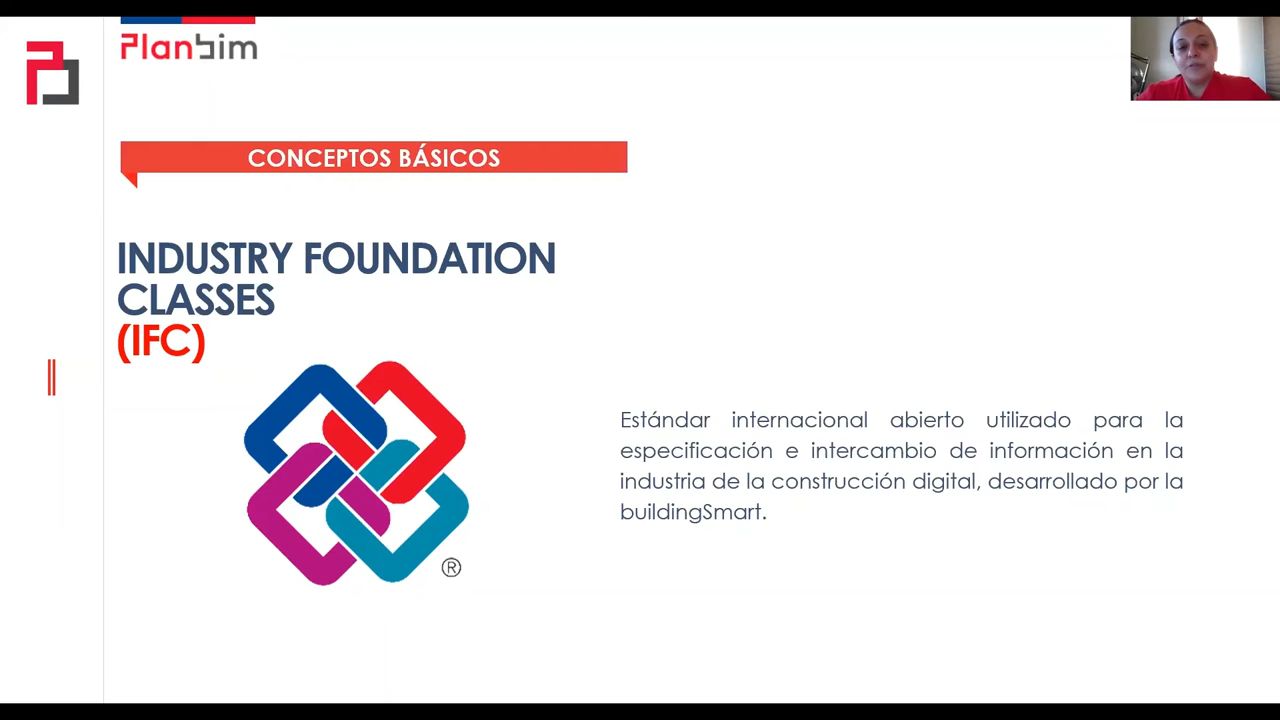 Planbim
CONCEPTOS BÁSICOS
INDUSTRY FOUNDATION
CLASSES
(IFC)
Estándar internacional abierto utilizado para la
especificación e intercambio de información en la
industria de la construcción digital, desarrollado por la
buildingSmart.
®